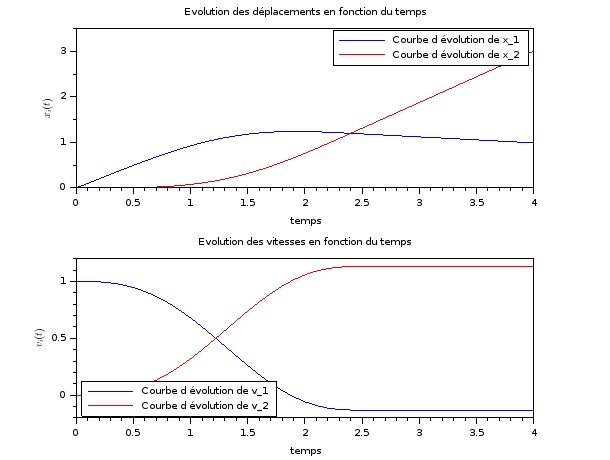 Evolution des déplacements en fonction du temps
Courbe d évolution de x_1
Courbe d évolution de x_2
3
2
1
0
x_i(t)
0 0.5 1 1.5 2 2.5 3 3.5 4
temps
Evolution des vitesses en fonction du temps
1
0.5
0
v_i(t)
Courbe d évolution de v_1
Courbe d évolution de v_2
0 0.5 1 1.5 2 2.5 3 3.5 4
temps